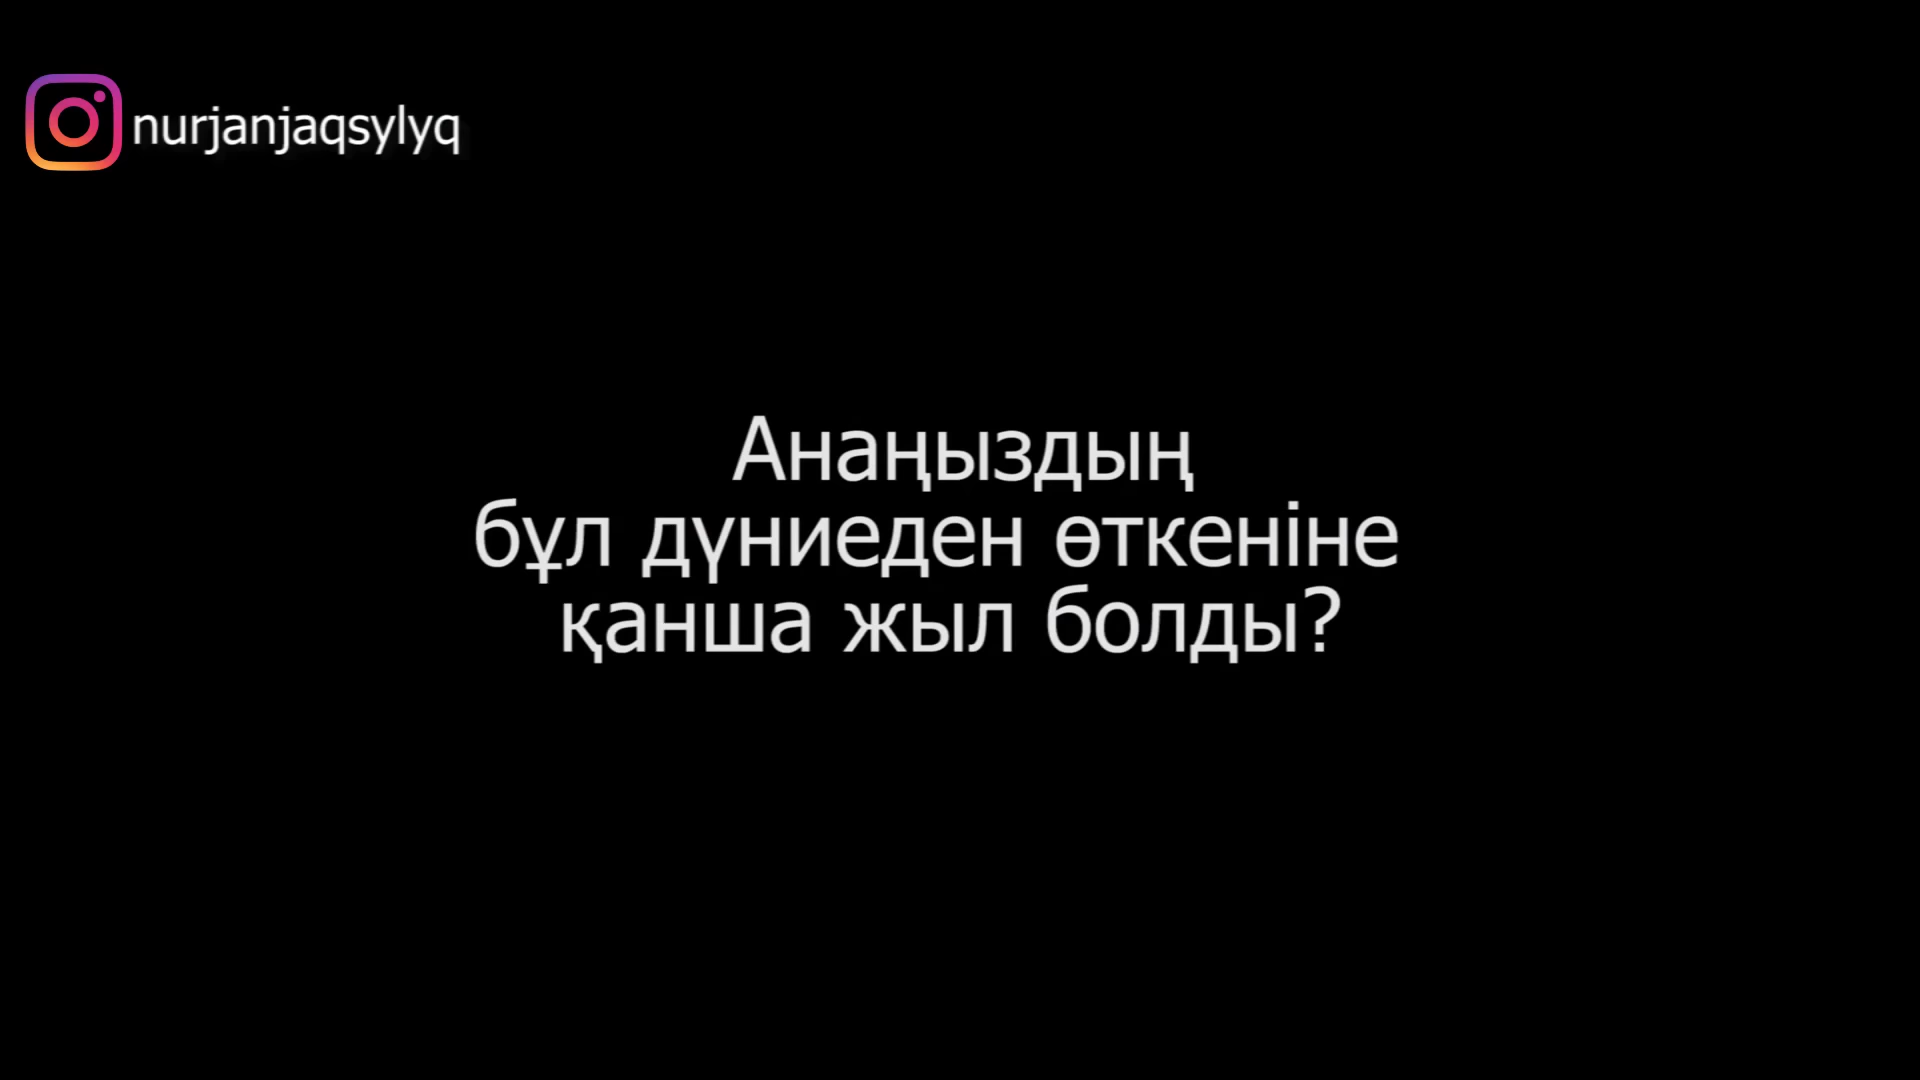 nurjanjaqsylyq
Анаңыздың
бұл дүниеден өткеніне
қанша жыл болды?